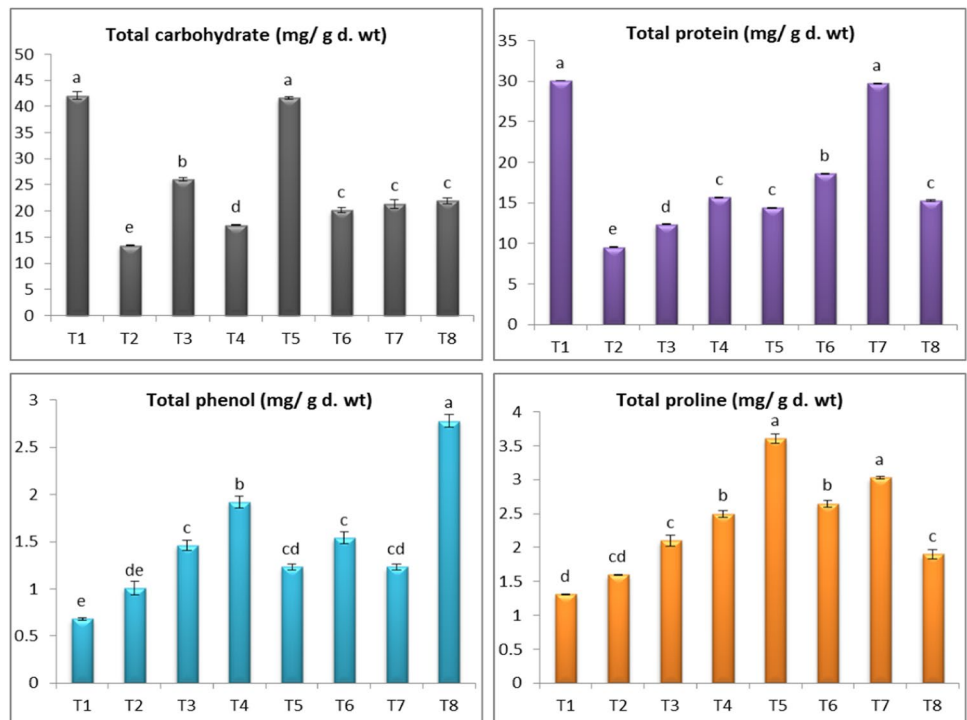 Total carbohydrate (mg/ g d. wt)
50
45
40
35
30
25
20
15
10
5
0
a
e
b
d
a
c
c
c
T1 T2 T3 T4 T5 T6 T7 T8
Total protein (mg/ g d. wt)
35
30
25
20
15
10
5
0
a
e
d
c
c
b
a
c
T1 T2 T3 T4 T5 T6 T7 T8
Total phenol (mg/ g d. wt)
3
2.5
2
1.5
1
0.5
0
e
de
c
b
cd
c
cd
a
T1 T2 T3 T4 T5 T6 T7 T8
Total proline (mg/ g d. wt)
4
3.5
3
2.5
2
1.5
1
0.5
0
d
cd
c
b
a
b
a
c
T1 T2 T3 T4 T5 T6 T7 T8